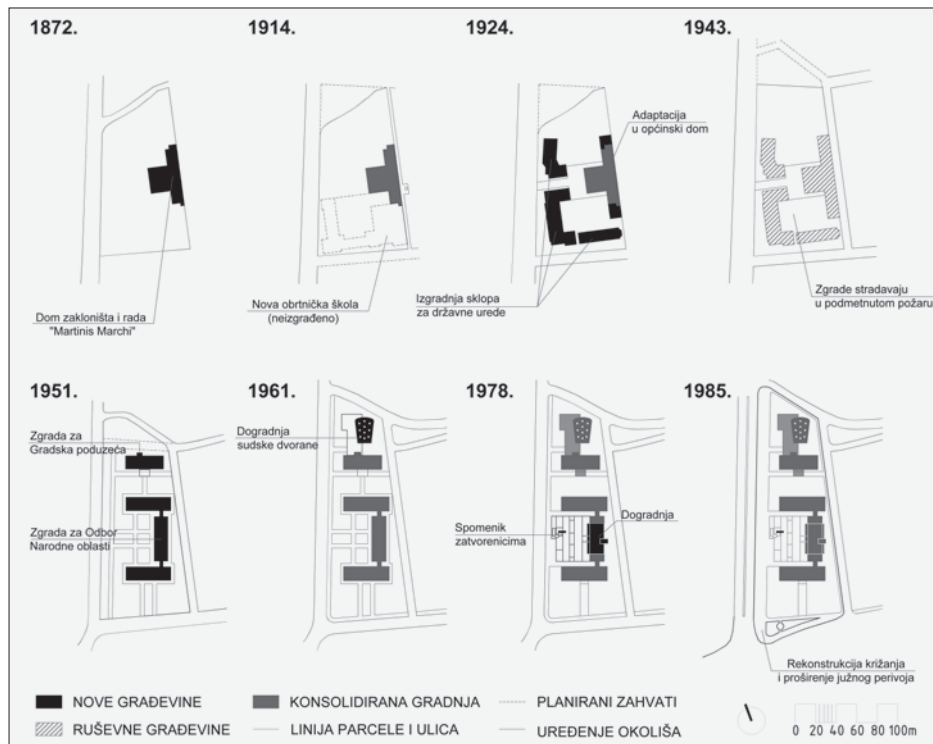 1872.
Dom zakloništa i rada
"Martinis Marchi"
1914.
Nova obrtnička škola
(neizgrađeno)
1924.
Adaptacija
u općinski dom
Izgradnja sklopa
za državne urede
1943.
Zgrade stradavaju
u podmetnutom požaru
1951.
Zgrada za
Gradska poduzeća
Zgrada za Odbor
Narodne oblasti
1961.
Dogradnja
sudske dvorane
1978.
Spomenik
zatvorenicima
Dogradnja
1985.
Rekonstrukcija križanja
i proširenje južnog perivoja
NOVE GRAĐEVINE
KONSOLIDIRANA GRADNJA
PLANIRANI ZAHVATI
RUŠEVNE GRAĐEVINE
LINIJA PARCELE I ULICA
UREĐENJE OKOLIŠA
0 20 40 60 80 100m